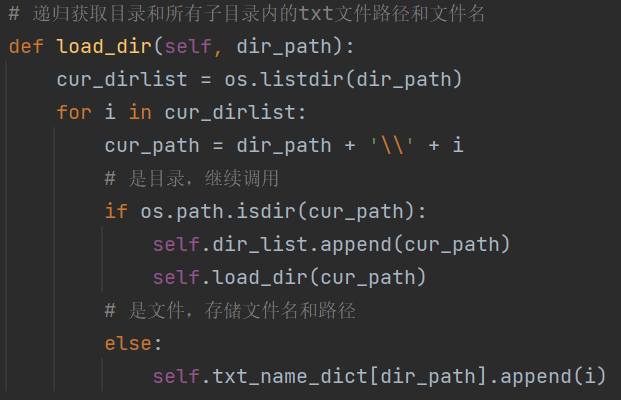 # 递归获取目录和所有子目录内的txt文件路径和文件名
def load_dir(self, dir_path):
    cur_dirlist = os.listdir(dir_path)
    for i in cur_dirlist:
        cur_path = dir_path + '\\' + i
        # 是目录，继续调用
        if os.path.isdir(cur_path):
            self.dir_list.append(cur_path)
            self.load_dir(cur_path)
        # 是文件，存储文件名和路径
        else:
            self.txt_name_dict[dir_path].append(i)